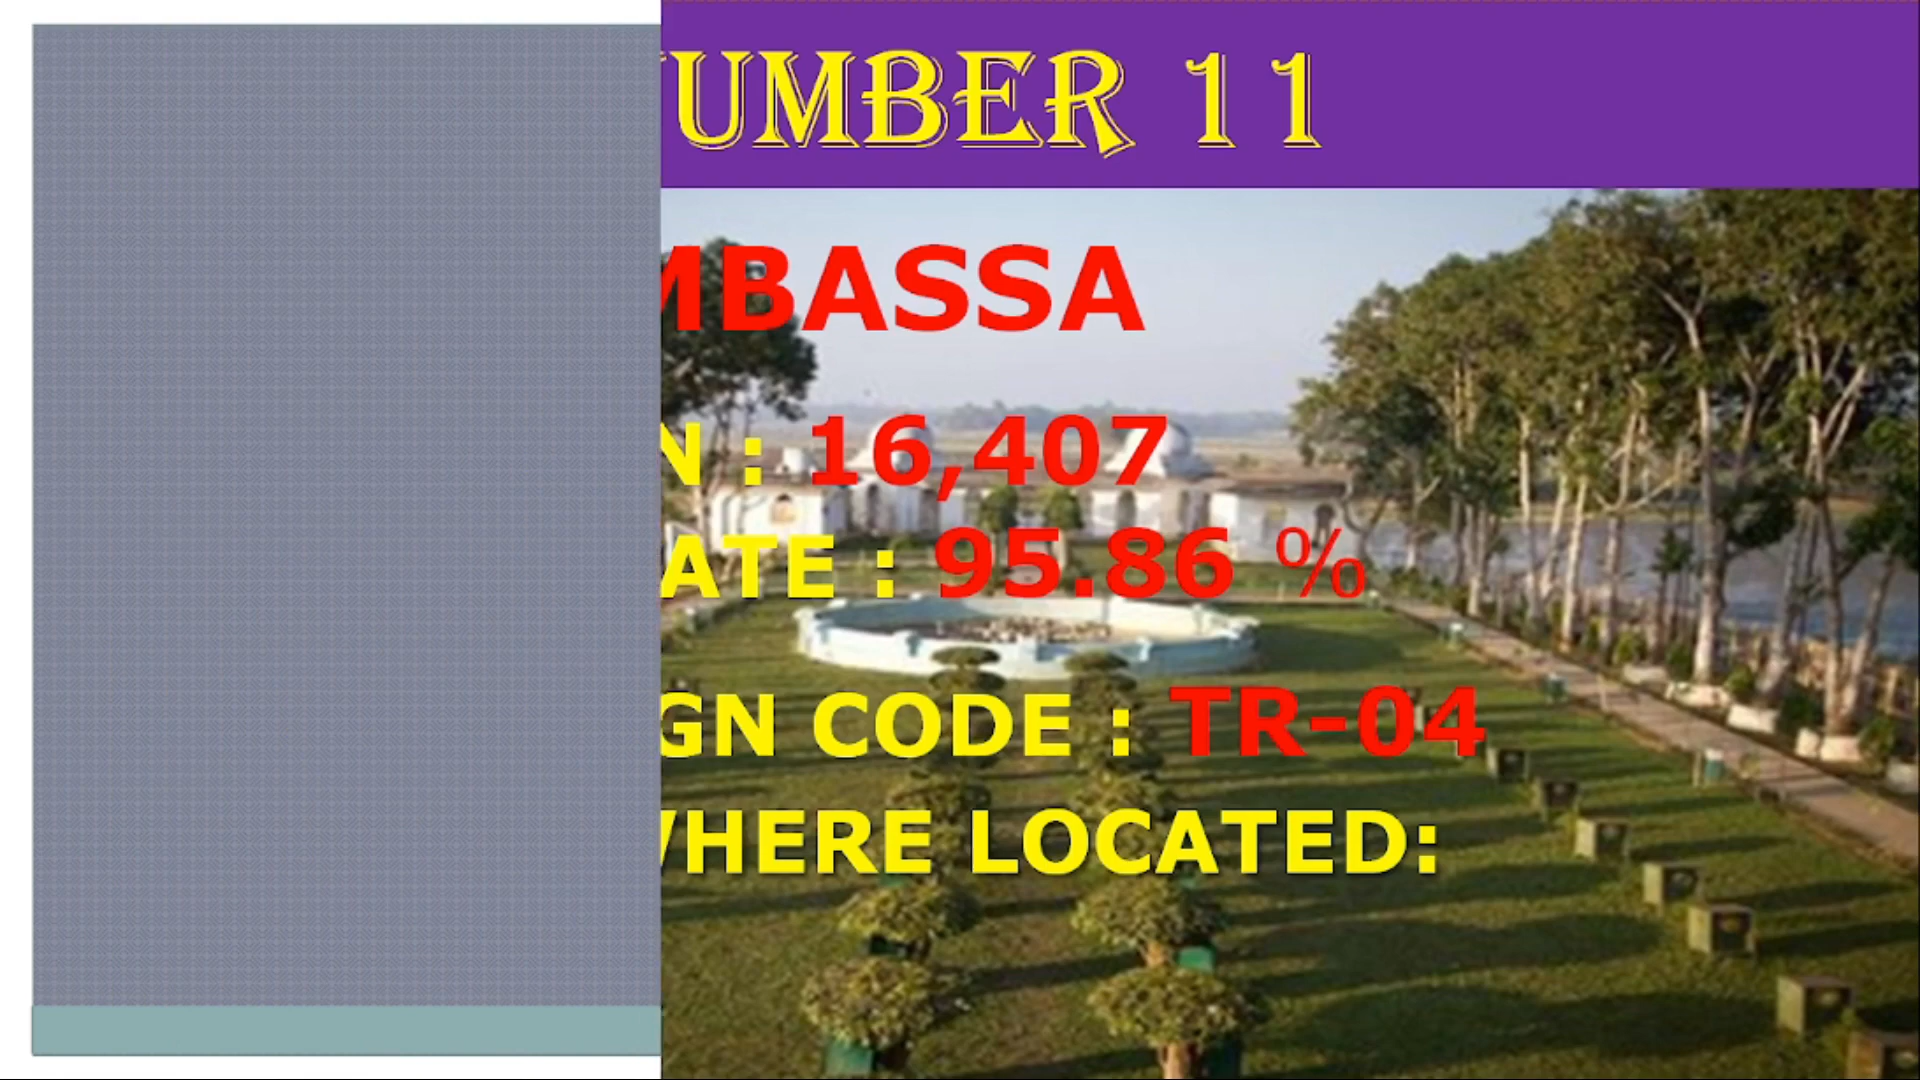 UMBER 11
MBASSA
N : 16,407
ATE : 95.86 %
GN CODE : TR-04
WHERE LOCATED: